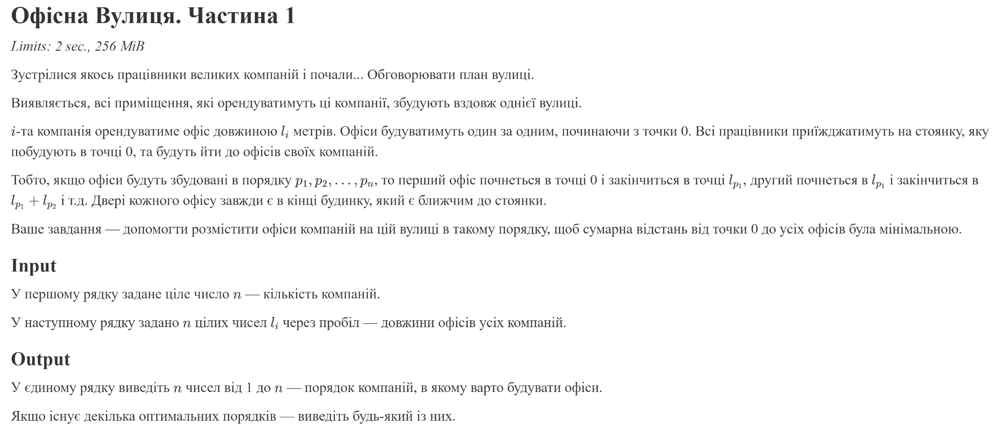 Офісна Вулиця. Частина 1
Limits: 2 sec., 256 MiB
Зустрілися якось працівники великих компаній і почали... Обговорювати план вулиці.
Виявляється, всі приміщення, які орендуватимуть ці компанії, збудують вздовж однієї вулиці.
i-та компанія орендуватиме офіс довжиною l_i метрів. Офіси будуватимуть один за одним, починаючи з точки 0. Всі працівники приїжджатимуть на стоянку, яку
побудують в точці 0, та будуть йти до офісів своїх компаній.
Тобто, якщо офіси будуть збудовані в порядку p_1, p_2, . . . , p_n, то перший офіс почнеться в точці 0 і закінчиться в точці l_{p_1}, другий почнеться в l_{p_1} і закінчиться в
l_{p_1} + l_{p_2} і т.д. Двері кожного офісу завжди є в кінці будинку, який є ближчим до стоянки.
Ваше завдання — допомогти розмістити офіси компаній на цій вулиці в такому порядку, щоб сумарна відстань від точки 0 до усіх офісів була мінімальною.
Input
У першому рядку задане ціле число n — кількість компаній.
У наступному рядку задано n цілих чисел l_i через пробіл — довжини офісів усіх компаній.
Output
У єдиному рядку виведіть n чисел від 1 до n — порядок компаній, в якому варто будувати офіси.
Якщо існує декілька оптимальних порядків — виведіть будь-який із них.